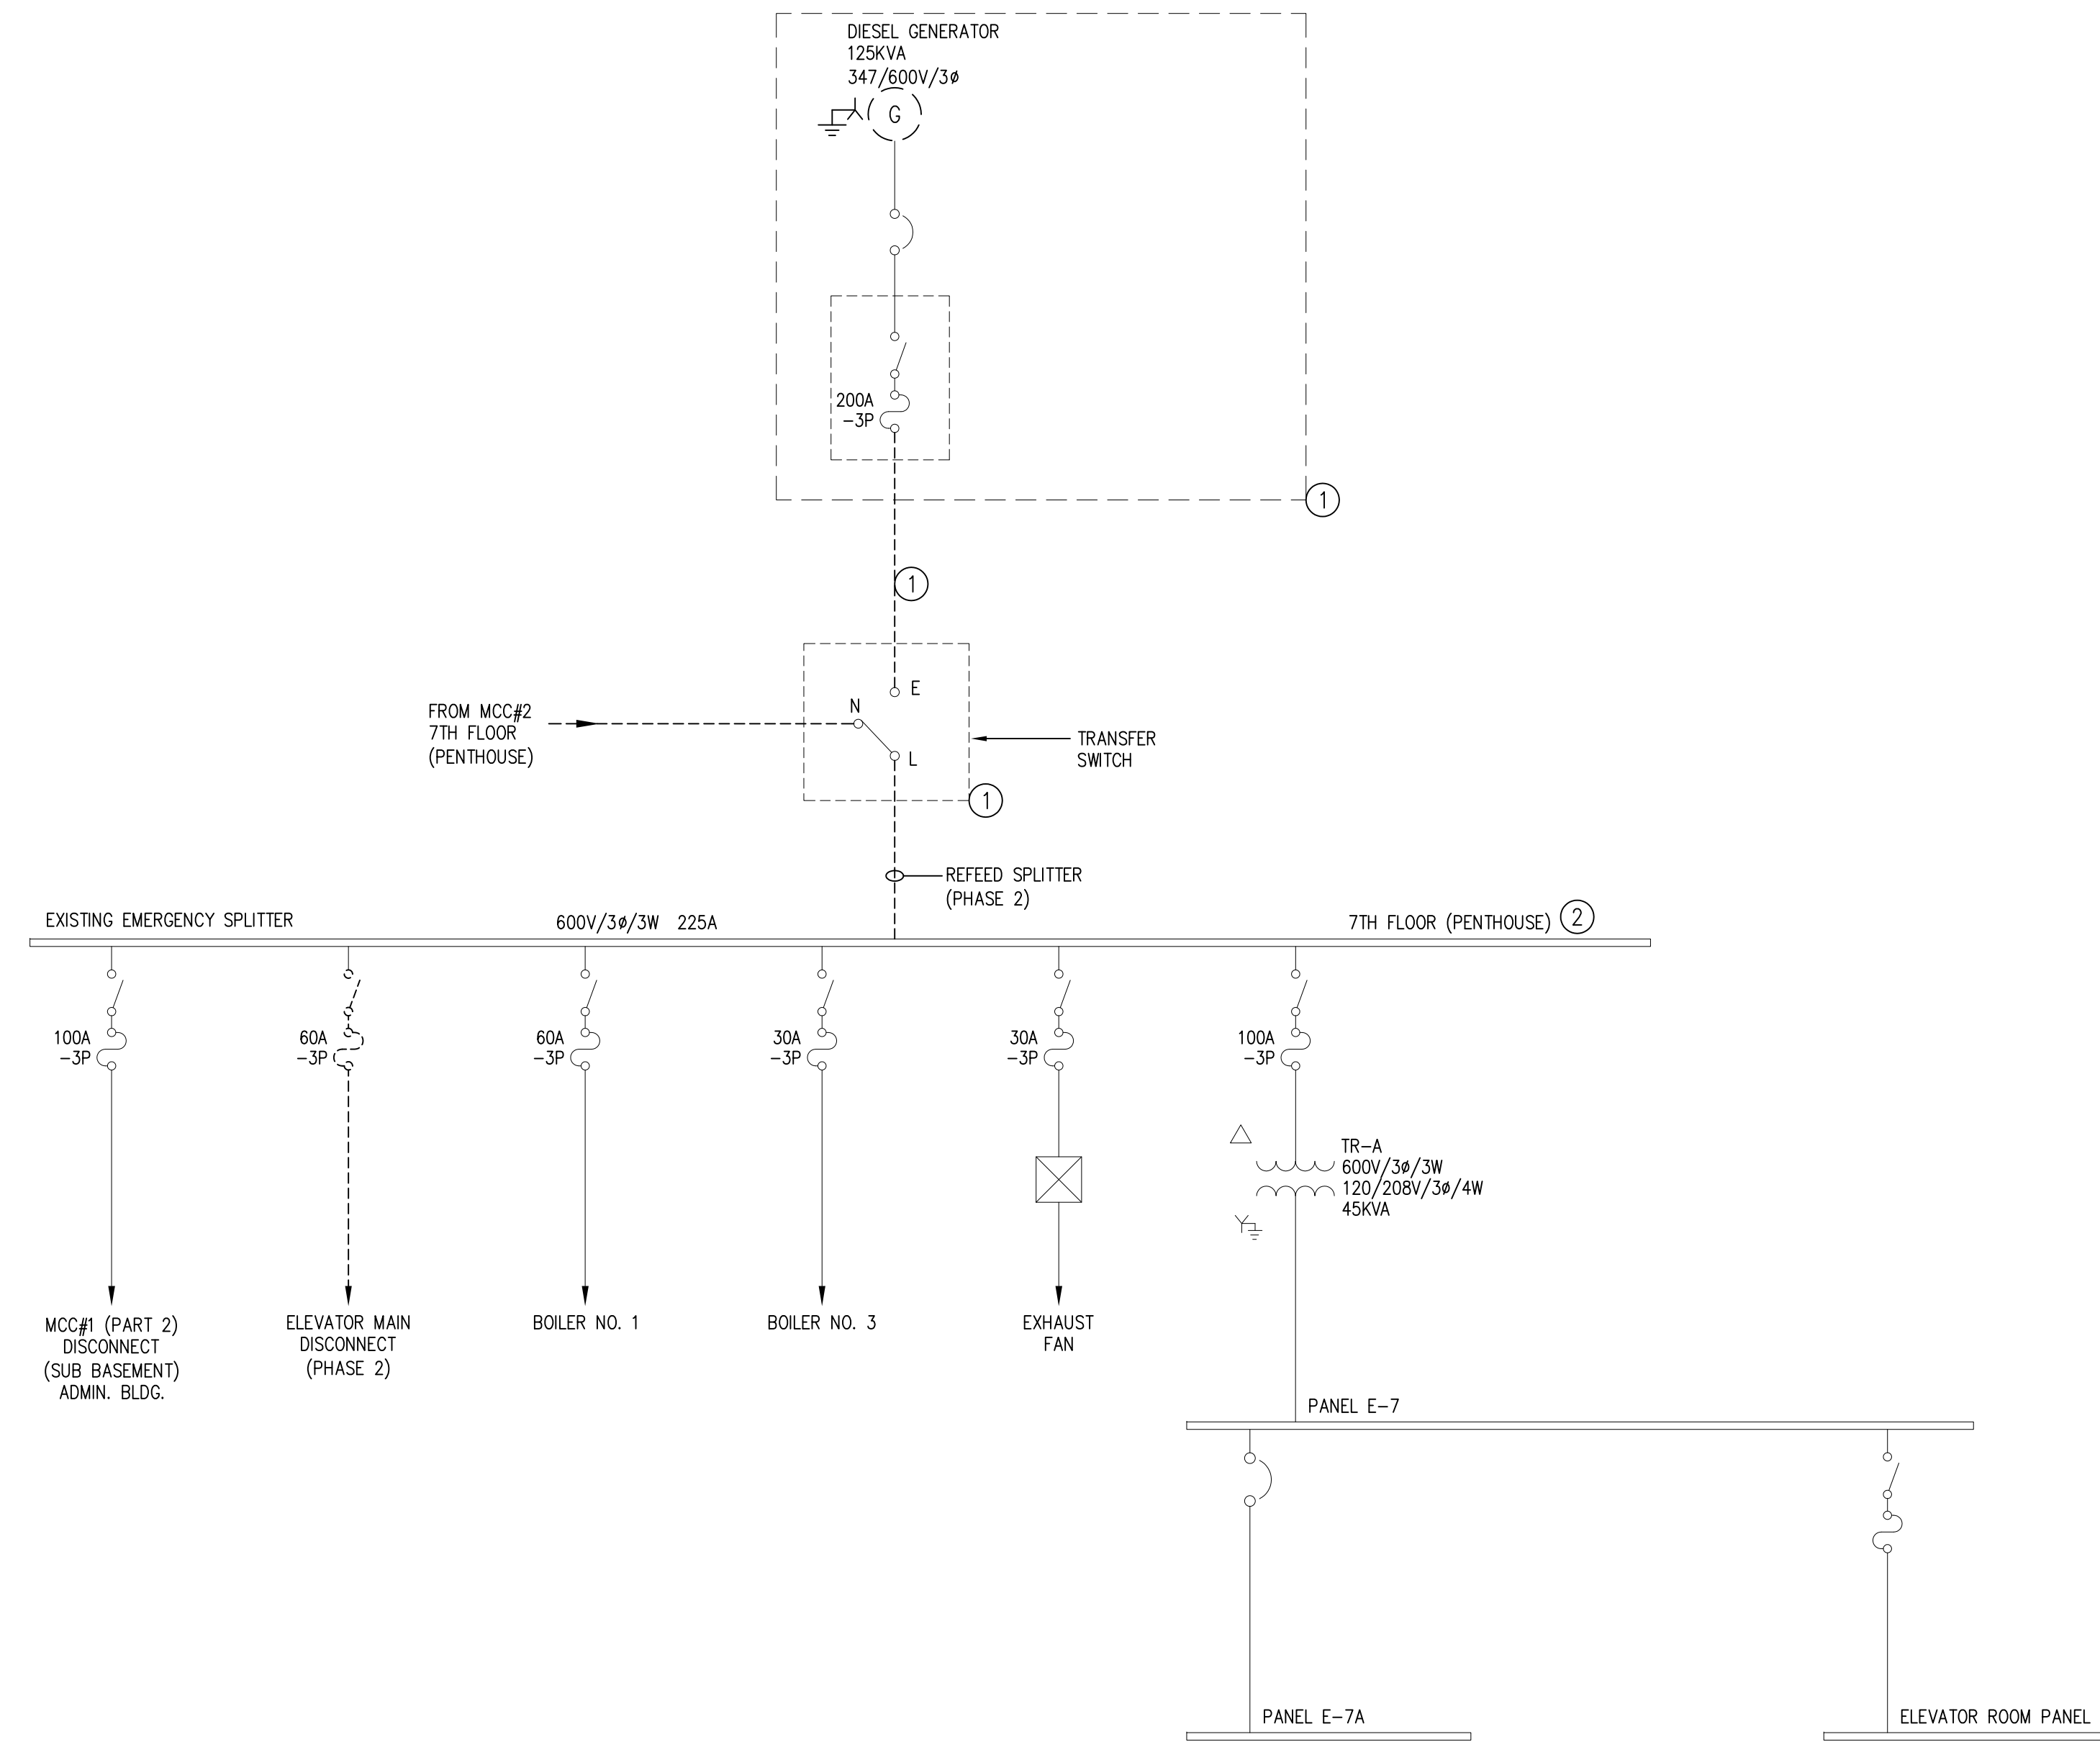 DIESEL GENERATOR
125KVA
347/600V/3ø
G
200A
-3P
1
1
E
N
FROM MCC#2
7TH FLOOR
(PENTHOUSE)
L
TRANSFER
SWITCH
1
REFEED SPLITTER
(PHASE 2)
EXISTING EMERGENCY SPLITTER
600V/3ø/3W 225A
7TH FLOOR (PENTHOUSE)
2
100A
-3P
60A
-3P
60A
-3P
30A
-3P
30A
-3P
100A
-3P
TR-A
600V/3ø/3W
120/208V/3ø/4W
45KVA
MCC#1 (PART 2)
DISCONNECT
(SUB BASEMENT)
ADMIN. BLDG.
ELEVATOR MAIN
DISCONNECT
(PHASE 2)
BOILER NO. 1
BOILER NO. 3
EXHAUST
FAN
PANEL E-7
PANEL E-7A
ELEVATOR ROOM PANEL